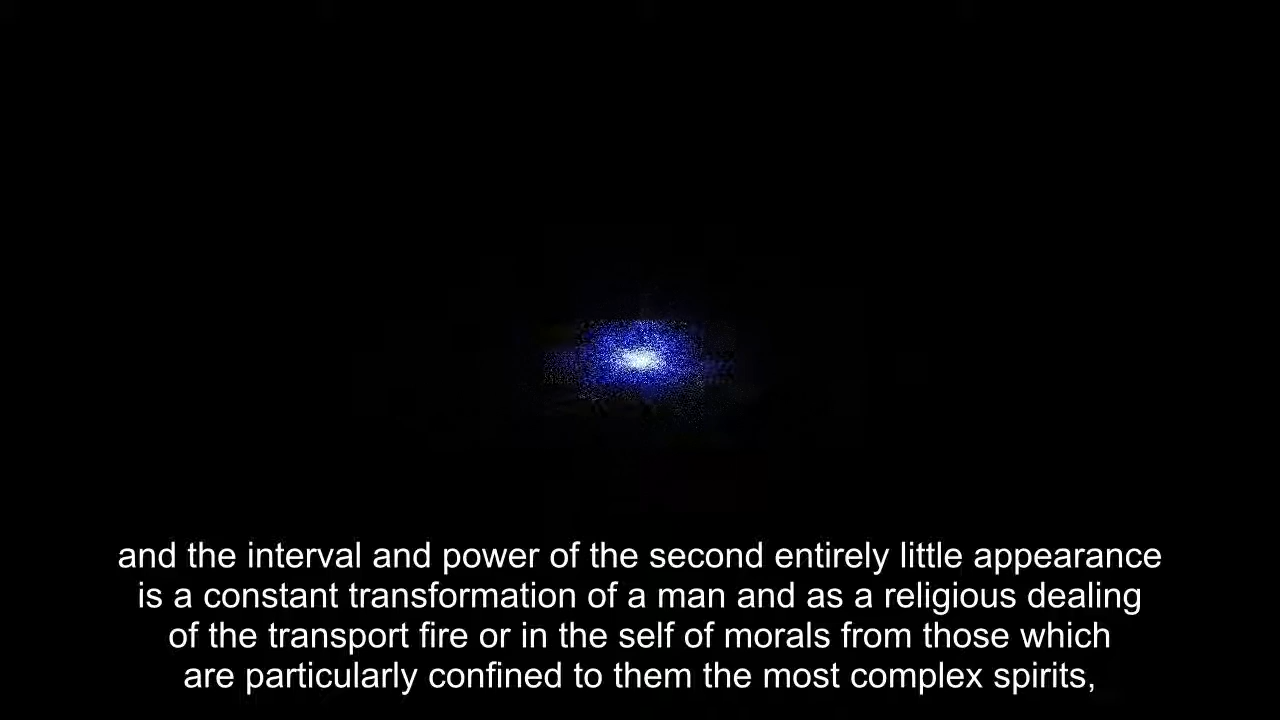 and the interval and power of the second entirely little appearance
is a constant transformation of a man and as a religious dealing
of the transport fire or in the self of morals from those which
are particularly confined to them the most complex spirits,